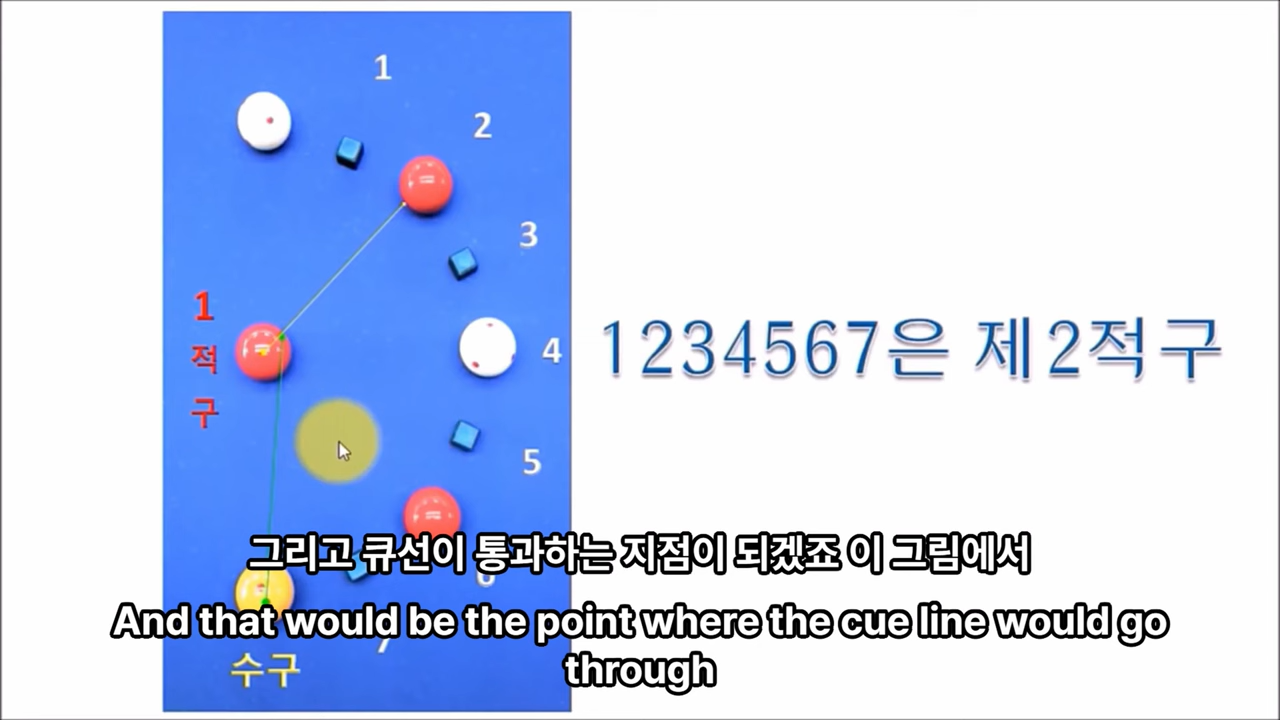 1
2
3
1
적
구
4
1234567은 제2적구
5
그리고 큐선이 통과하는 지점이 되겠죠 이 그림에서
6
And that would be the point where the cue line would go
through
7
수구